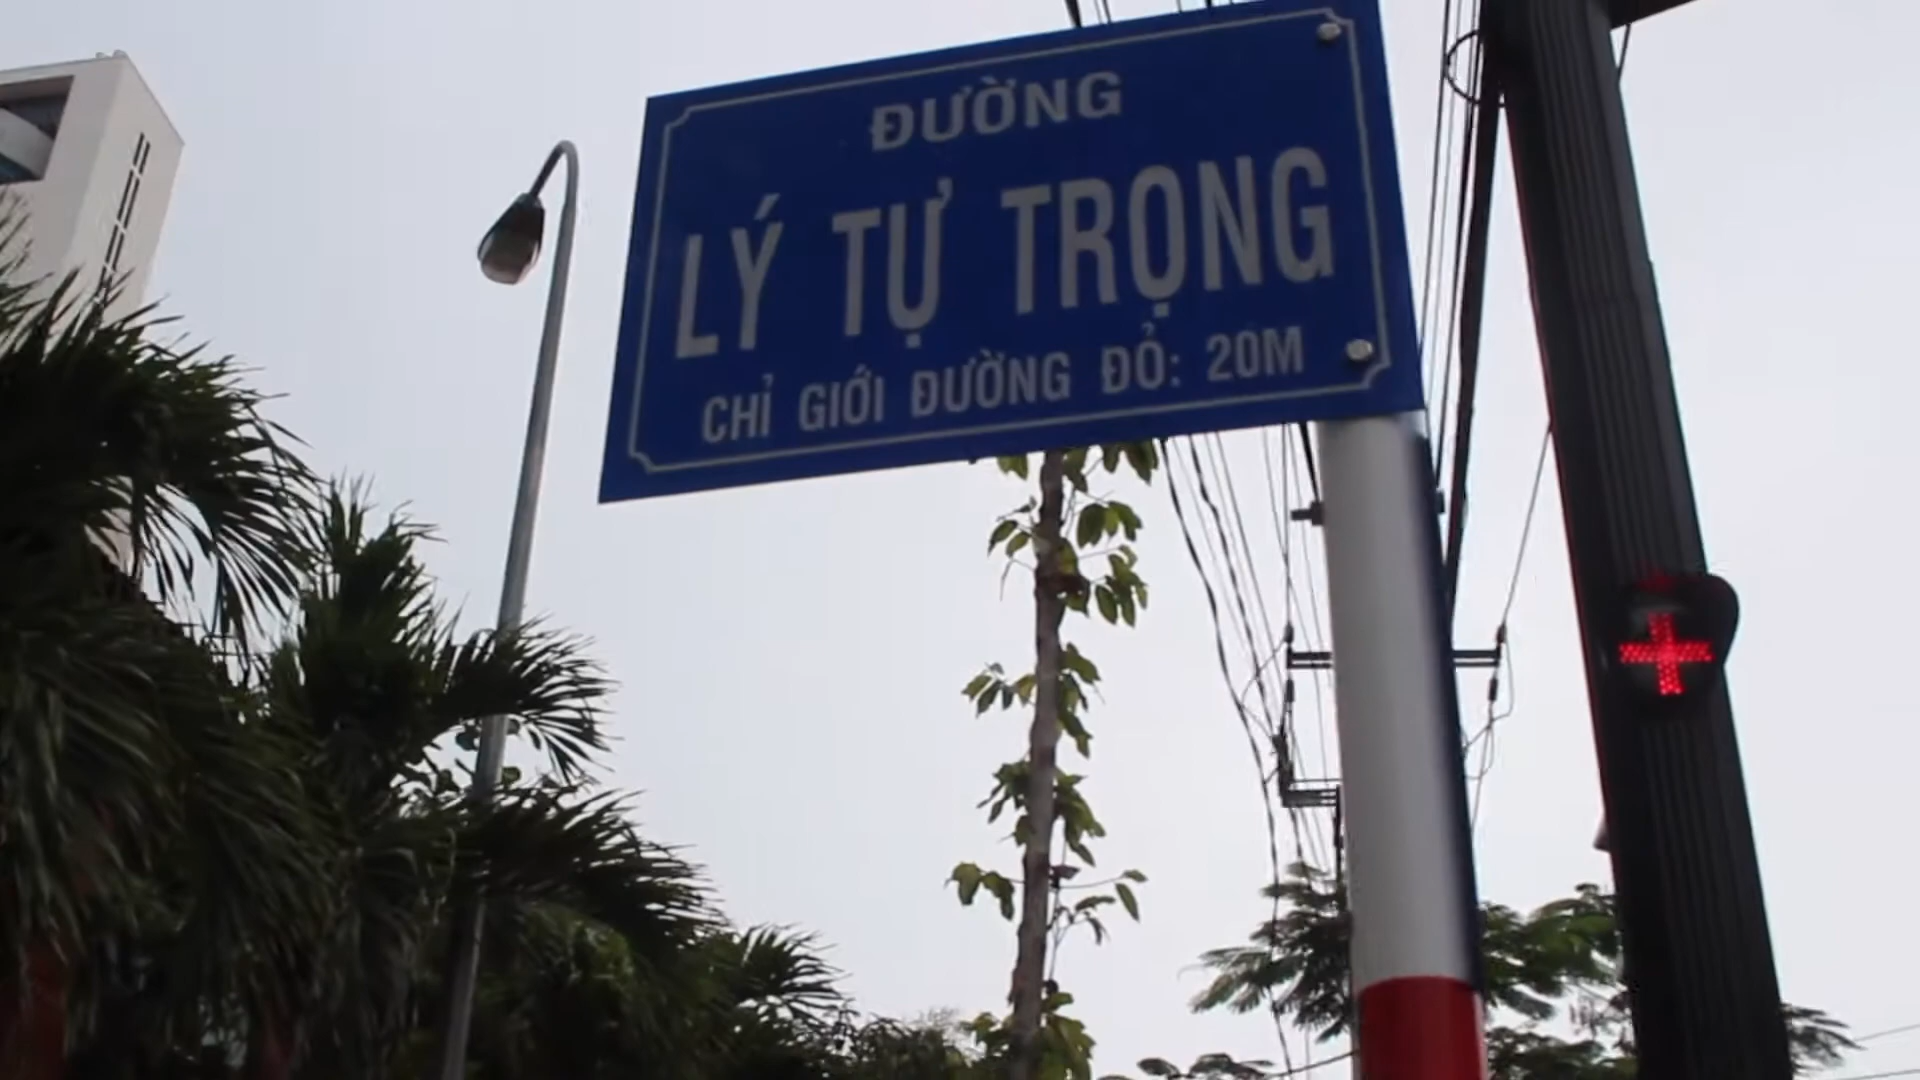 ĐƯỜNG
LÝ TỰ TRỌNG
CHỈ GIỚI ĐƯỜNG ĐỎ: 20M